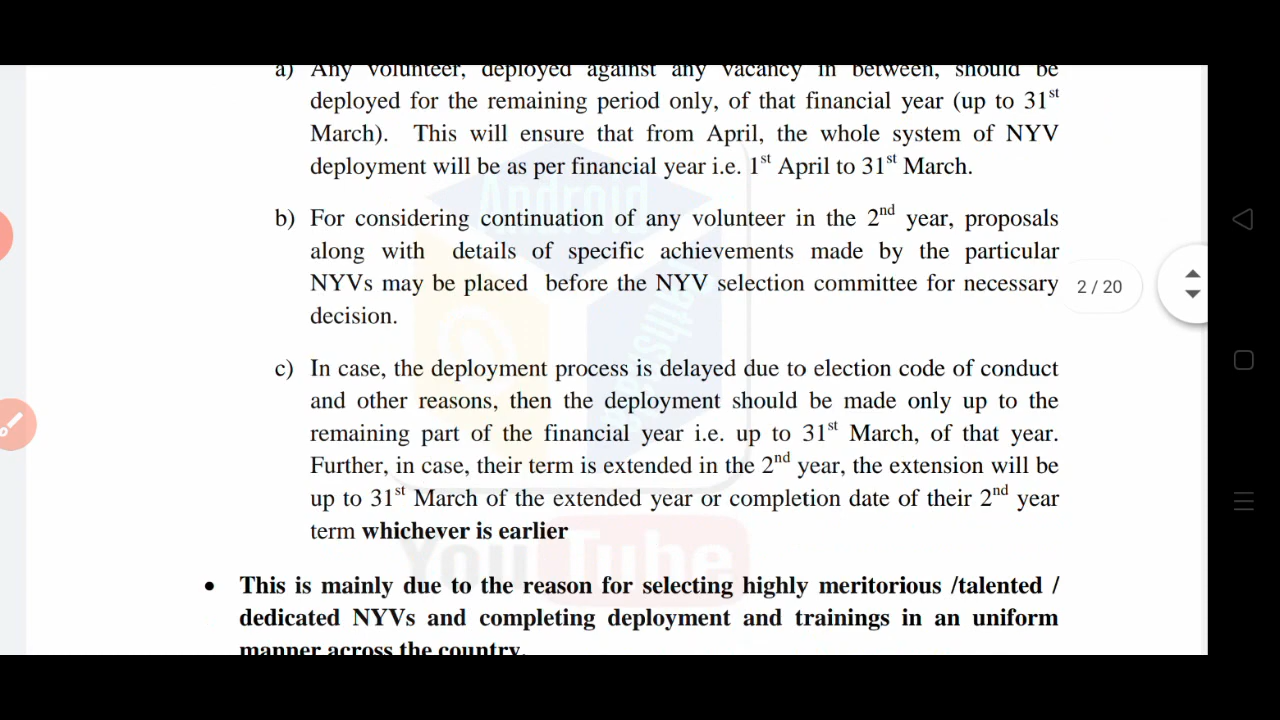 a) Any volunteer, deployed against any vacancy in between, should be
deployed for the remaining period only, of that financial year (up to 31st
March). This will ensure that from April, the whole system of NYV
deployment will be as per financial year i.e. 1st April to 31st March.
b) For considering continuation of any volunteer in the 2nd year, proposals
along with details of specific achievements made by the particular
NYVs may be placed before the NYV selection committee for necessary
decision.
2 / 20
c) In case, the deployment process is delayed due to election code of conduct
and other reasons, then the deployment should be made only up to the
remaining part of the financial year i.e. up to 31st March, of that year.
Further, in case, their term is extended in the 2nd year, the extension will be
up to 31st March of the extended year or completion date of their 2nd year
term whichever is earlier
• This is mainly due to the reason for selecting highly meritorious /talented /
dedicated NYVs and completing deployment and trainings in an uniform
manner across the country.
Android
YouTube